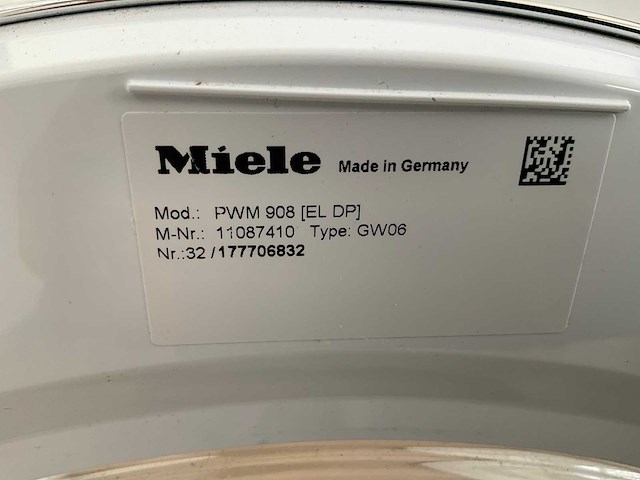 Miele Made in Germany
Mod.: PWM 908 [EL DP]
M-Nr.: 11087410 Type: GW06
Nr.:32 / 177706832